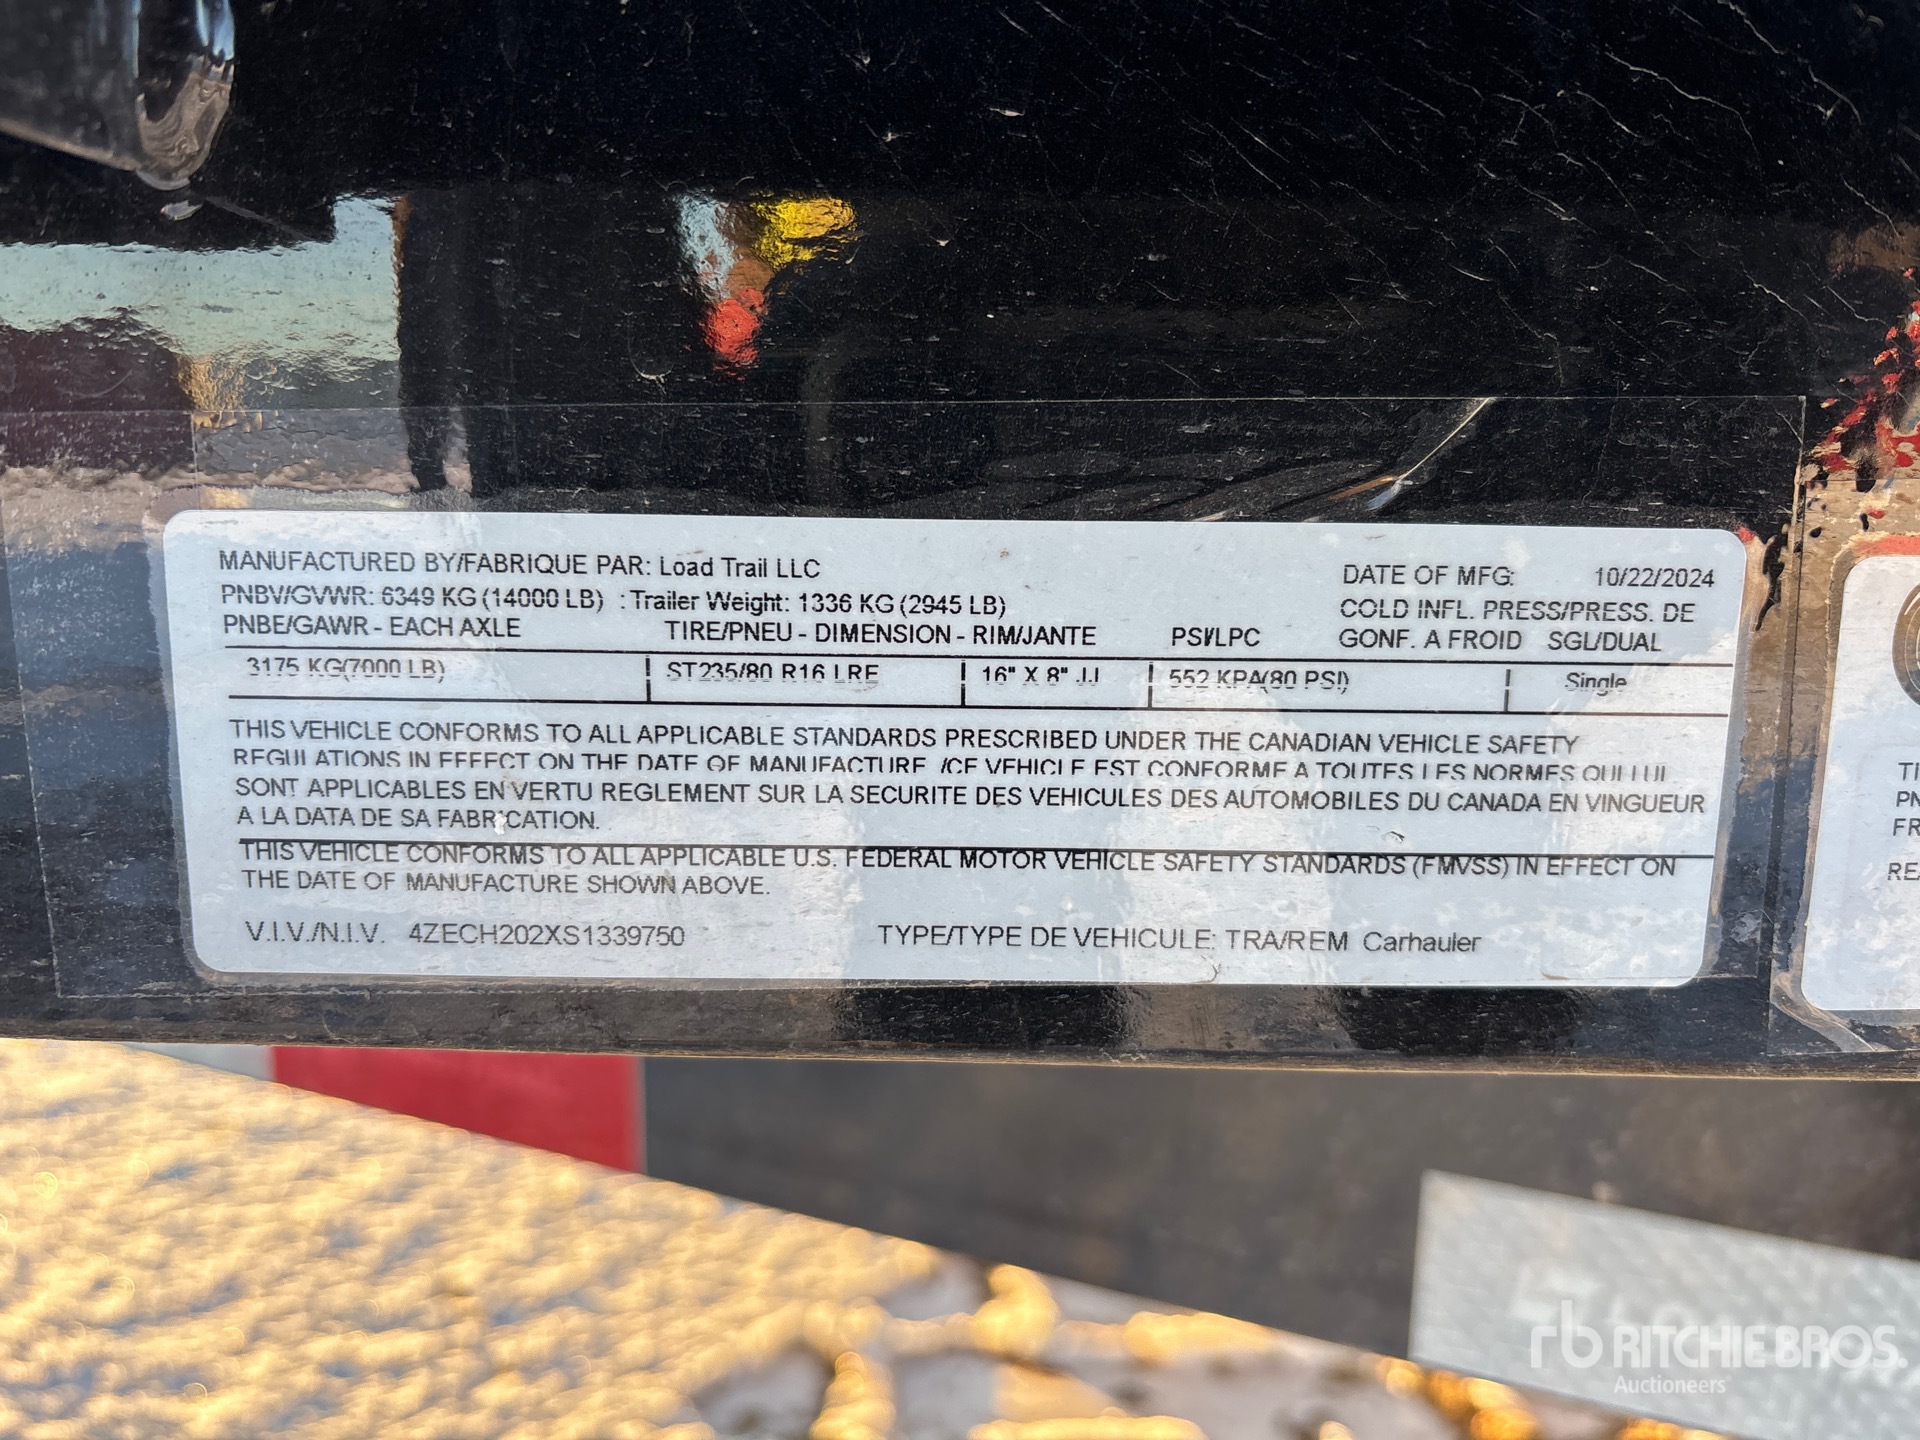 MANUFACTURED BY/FABRIQUE PAR: Load Trail LLC
DATE OF MFG: 10/22/2024
PNBV/GVWR: 6349 KG (14000 LB) : Trailer Weight: 1336 KG (2945 LB)
COLD INFL. PRESS/PRESS. DE
PNBE/GAWR - EACH AXLE TIRE/PNEU - DIMENSION - RIM/JANTE PSI/LPC GONF. A FROID SGL/DUAL
3175 KG(7000 LB) ST235/80 R16 LRE 16" X 8" JJ 552 KPA(80 PSI) Single
THIS VEHICLE CONFORMS TO ALL APPLICABLE STANDARDS PRESCRIBED UNDER THE CANADIAN VEHICLE SAFETY
REGULATIONS IN EFFECT ON THE DATE OF MANUFACTURE. /CE VEHICLE EST CONFORME A TOUTES LES NORMES QUI LUI
SONT APPLICABLES EN VERTU REGLEMENT SUR LA SECURITE DES VEHICULES DES AUTOMOBILES DU CANADA EN VINGUEUR
A LA DATA DE SA FABRICATION.
THIS VEHICLE CONFORMS TO ALL APPLICABLE U.S. FEDERAL MOTOR VEHICLE SAFETY STANDARDS (FMVSS) IN EFFECT ON
THE DATE OF MANUFACTURE SHOWN ABOVE.
V.I.V./N.I.V. 4ZECH202XS1339750 TYPE/TYPE DE VEHICULE: TRA/REM Carhauler
TI
PN
FR
REA
rb RITCHIE BROS.
Auctioneers